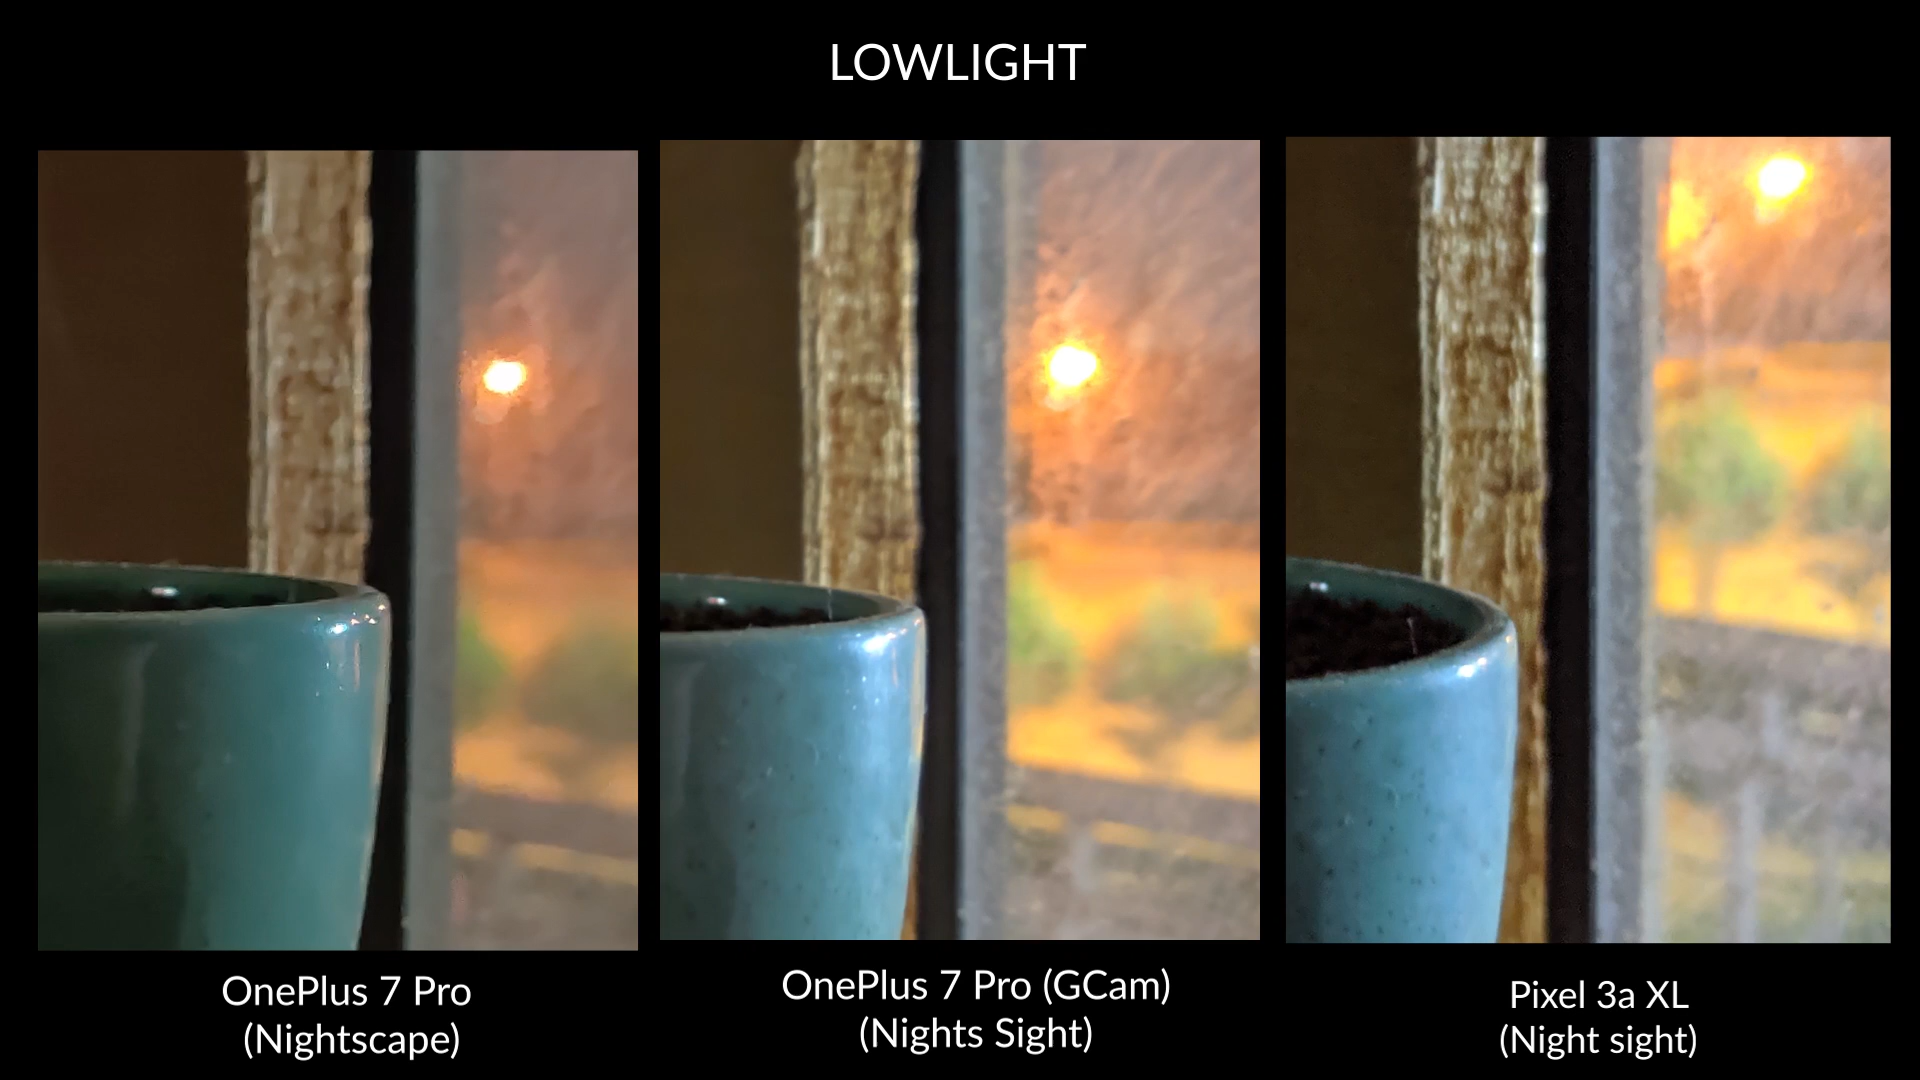 LOWLIGHT
OnePlus 7 Pro
(Nightscape)
OnePlus 7 Pro (GCam)
(Nights Sight)
Pixel 3a XL
(Night sight)